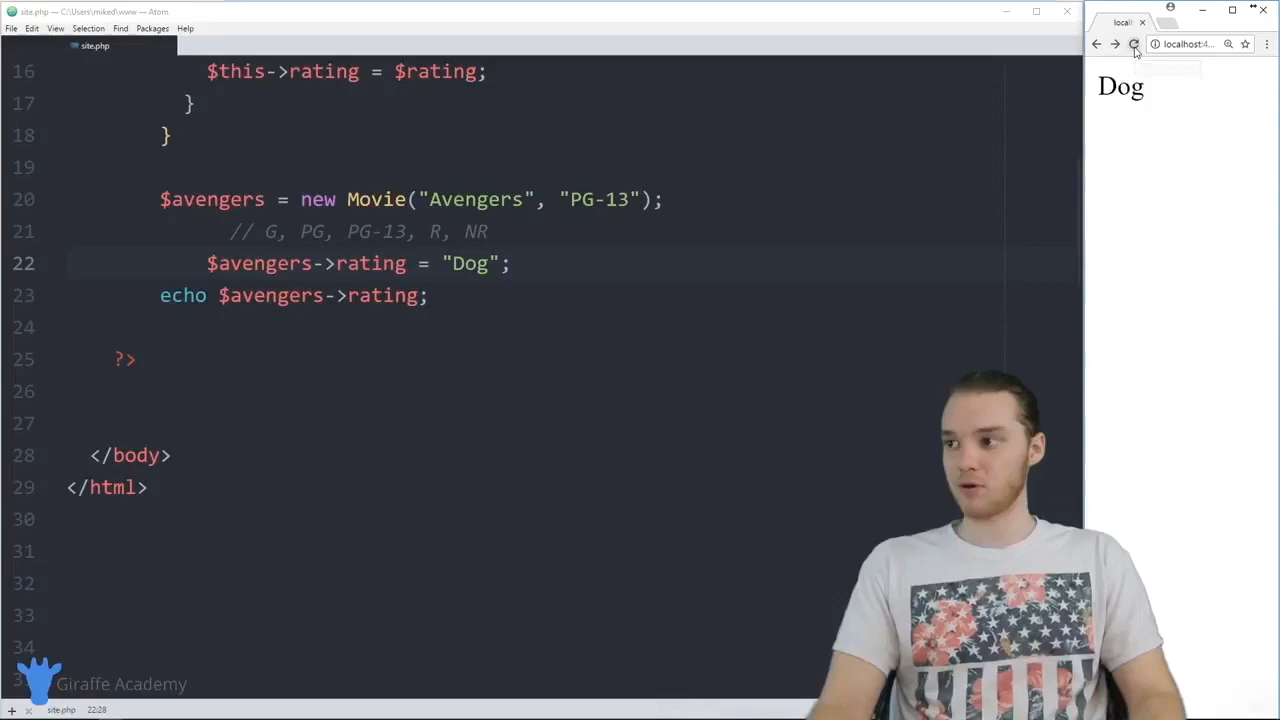 site.php — C:\Users\miked\www — Atom
File Edit View Selection Find Packages Help
site.php
16 $this->rating = $rating;
17 }
18 }
19
20 $avengers = new Movie("Avengers", "PG-13");
21 // G, PG, PG-13, R, NR
22 $avengers->rating = "Dog";
23 echo $avengers->rating;
24
25 ?>
26
27
28 </body>
29 </html>
30
31
32
33
34
Giraffe Academy
site.php 22:28
local
localhost:4...
Dog